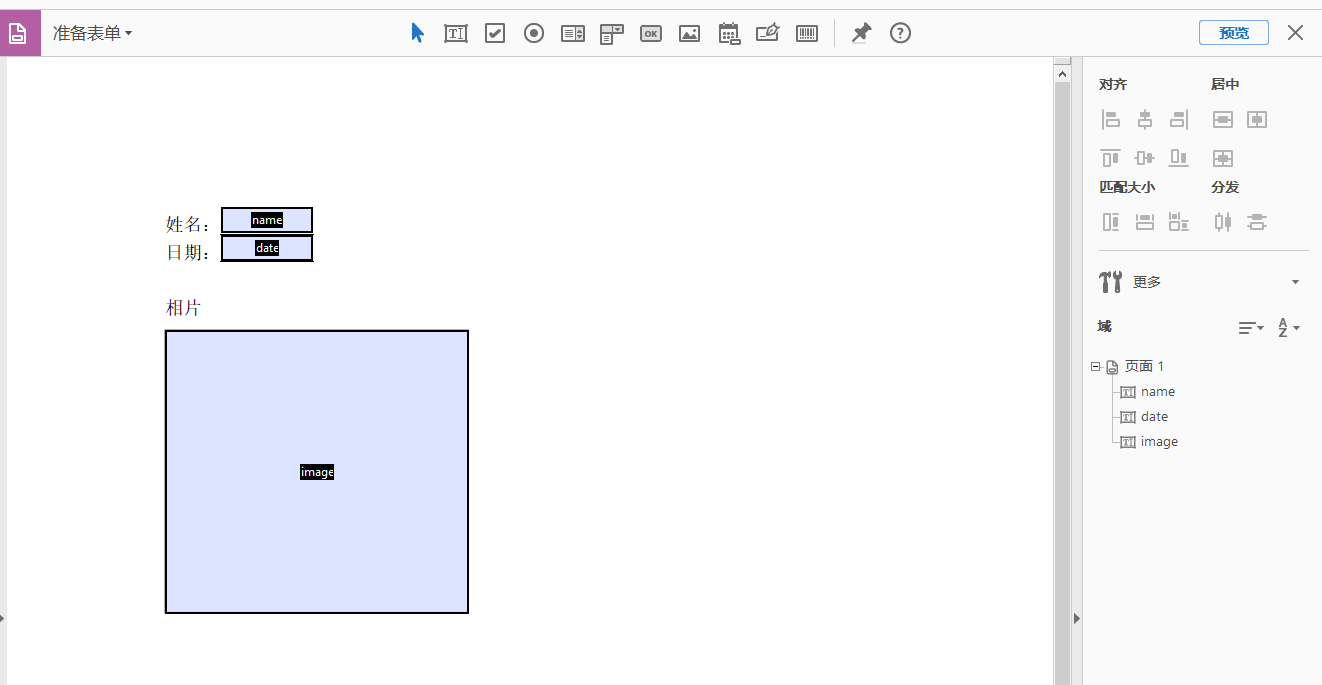 准备表单
OK
预览
对齐 居中
匹配大小 分发
更多
域
页面 1
name
date
image
姓名： name
日期： date
相片
image